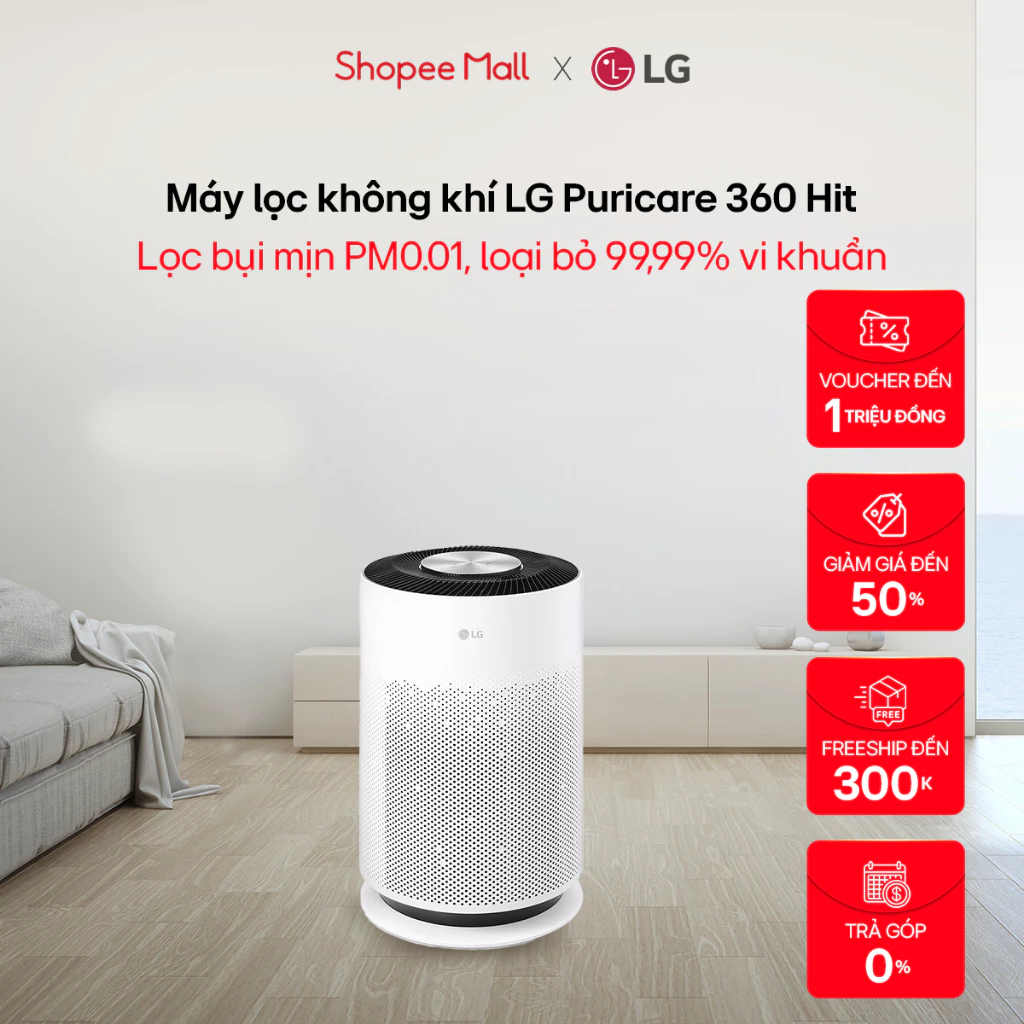 Shopee Mall X LG
Máy lọc không khí LG Puricare 360 Hit
Lọc bụi mịn PM0.01, loại bỏ 99,99% vi khuẩn
VOUCHER ĐẾN
1 TRIỆU ĐỒNG
GIẢM GIÁ ĐẾN
50%
FREE
FREESHIP ĐẾN
300K
TRẢ GÓP
0%
LG